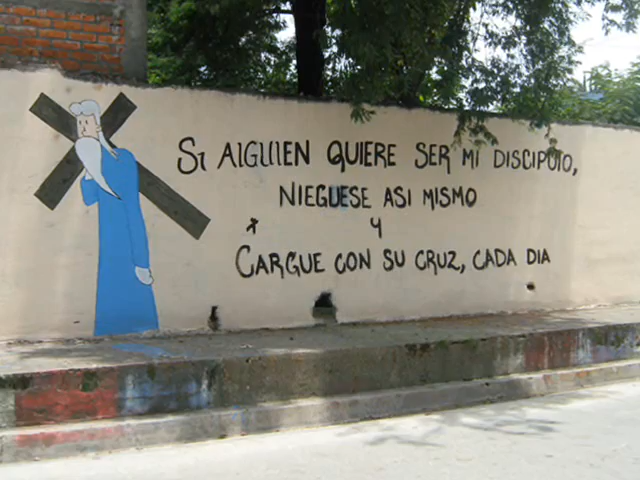 Si AlGUIEN QUIERE SER MI DISCIPULO,
NIEGUESE ASI MISMO
Y
CARGUE CON SU CRUZ, CADA DIA